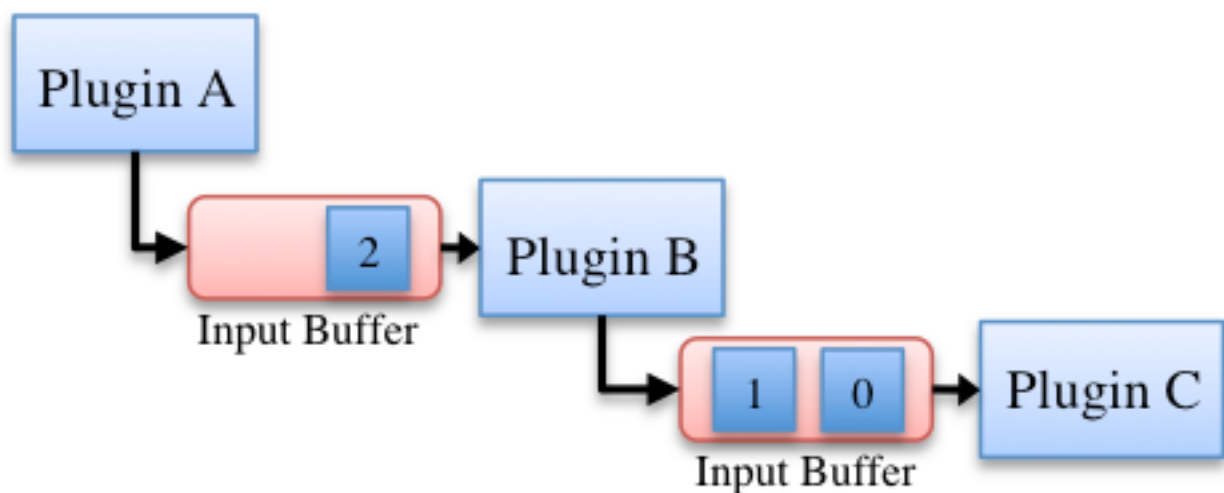 Plugin A
2
Plugin B
Input Buffer
1 0
Plugin C
Input Buffer